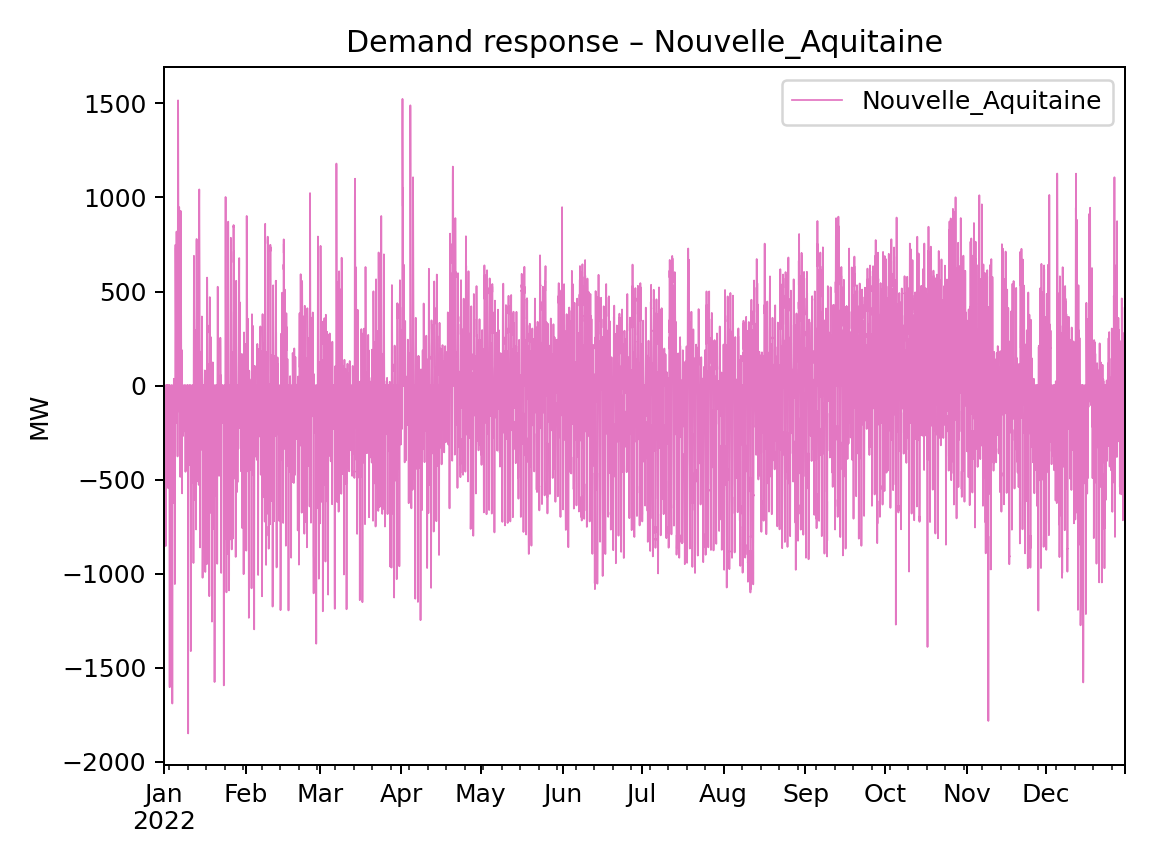 Demand response – Nouvelle_Aquitaine
Nouvelle_Aquitaine
1500
1000
500
0
−500
−1000
−1500
−2000
MW
Jan Feb Mar Apr May Jun Jul Aug Sep Oct Nov Dec
2022